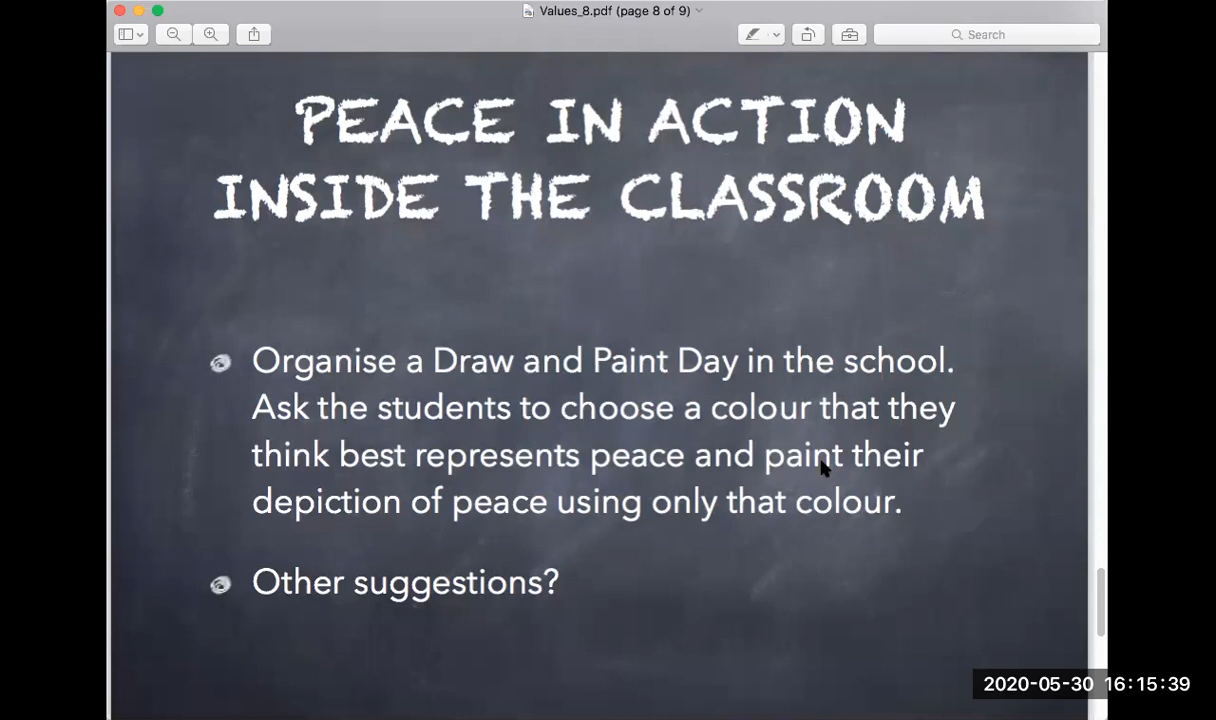 Values_8.pdf (page 8 of 9)
Search
PEACE IN ACTION
INSIDE THE CLASSROOM
Organise a Draw and Paint Day in the school.
Ask the students to choose a colour that they
think best represents peace and paint their
depiction of peace using only that colour.
Other suggestions?
2020-05-30 16:15:39